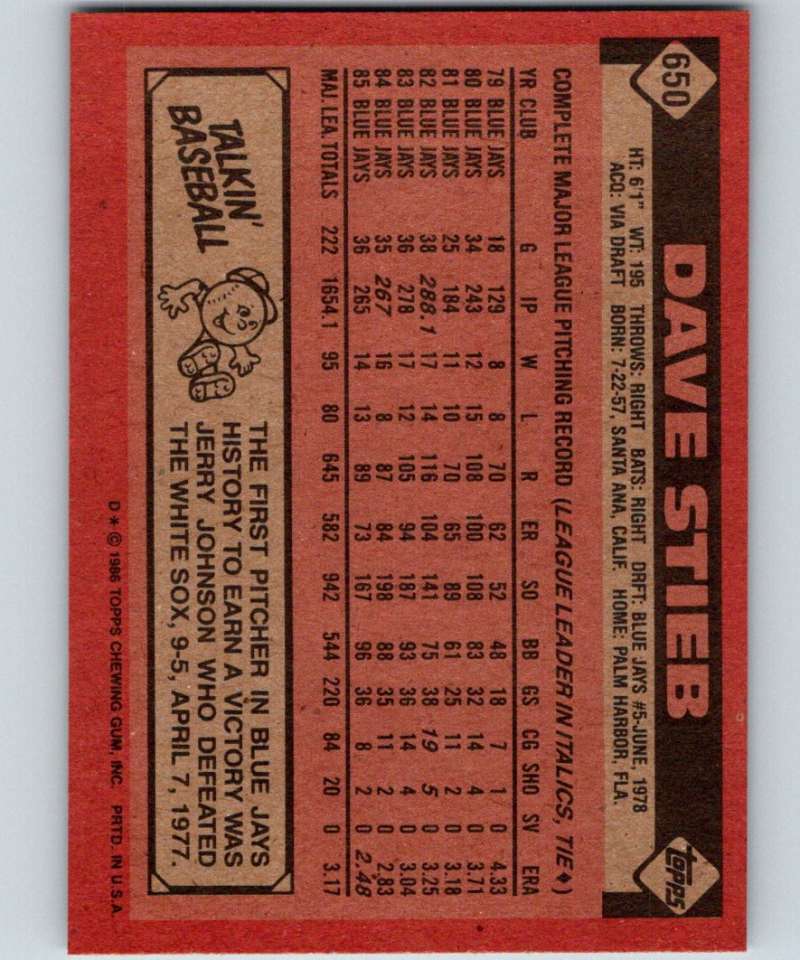 650
DAVE STIEB
topps
HT: 6'1" WT: 195 THROWS: RIGHT BATS: RIGHT DRFT: BLUE JAYS #5-JUNE, 1978
ACQ: VIA DRAFT BORN: 7-22-57, SANTA ANA, CALIF. HOME: PALM HARBOR, FLA.
COMPLETE MAJOR LEAGUE PITCHING RECORD (LEAGUE LEADER IN ITALICS, TIE♦)
YR CLUB G IP W L R ER SO BB GS CG SHO SV ERA
79 BLUE JAYS 18 129 8 8 70 62 52 48 18 7 1 0 4.33
80 BLUE JAYS 34 243 12 15 108 100 108 83 32 14 4 0 3.71
81 BLUE JAYS 25 184 11 10 70 65 89 61 25 11 2 0 3.18
82 BLUE JAYS 38 288.1 17 14 116 104 141 75 38 19 5 0 3.25
83 BLUE JAYS 36 278 17 12 105 94 187 93 36 14 4 0 3.04
84 BLUE JAYS 35 267 16 8 87 84 198 88 35 11 2 0 2.83
85 BLUE JAYS 36 265 14 13 89 73 167 96 36 8 2 0 2.48
MAJ. LEA. TOTALS 222 1654.1 95 80 645 582 942 544 220 84 20 0 3.17
TALKIN'
BASEBALL
THE FIRST PITCHER IN BLUE JAYS
HISTORY TO EARN A VICTORY WAS
JERRY JOHNSON WHO DEFEATED
THE WHITE SOX, 9-5, APRIL 7, 1977.
D * © 1986 TOPPS CHEWING GUM, INC. PRTD. IN U.S.A.